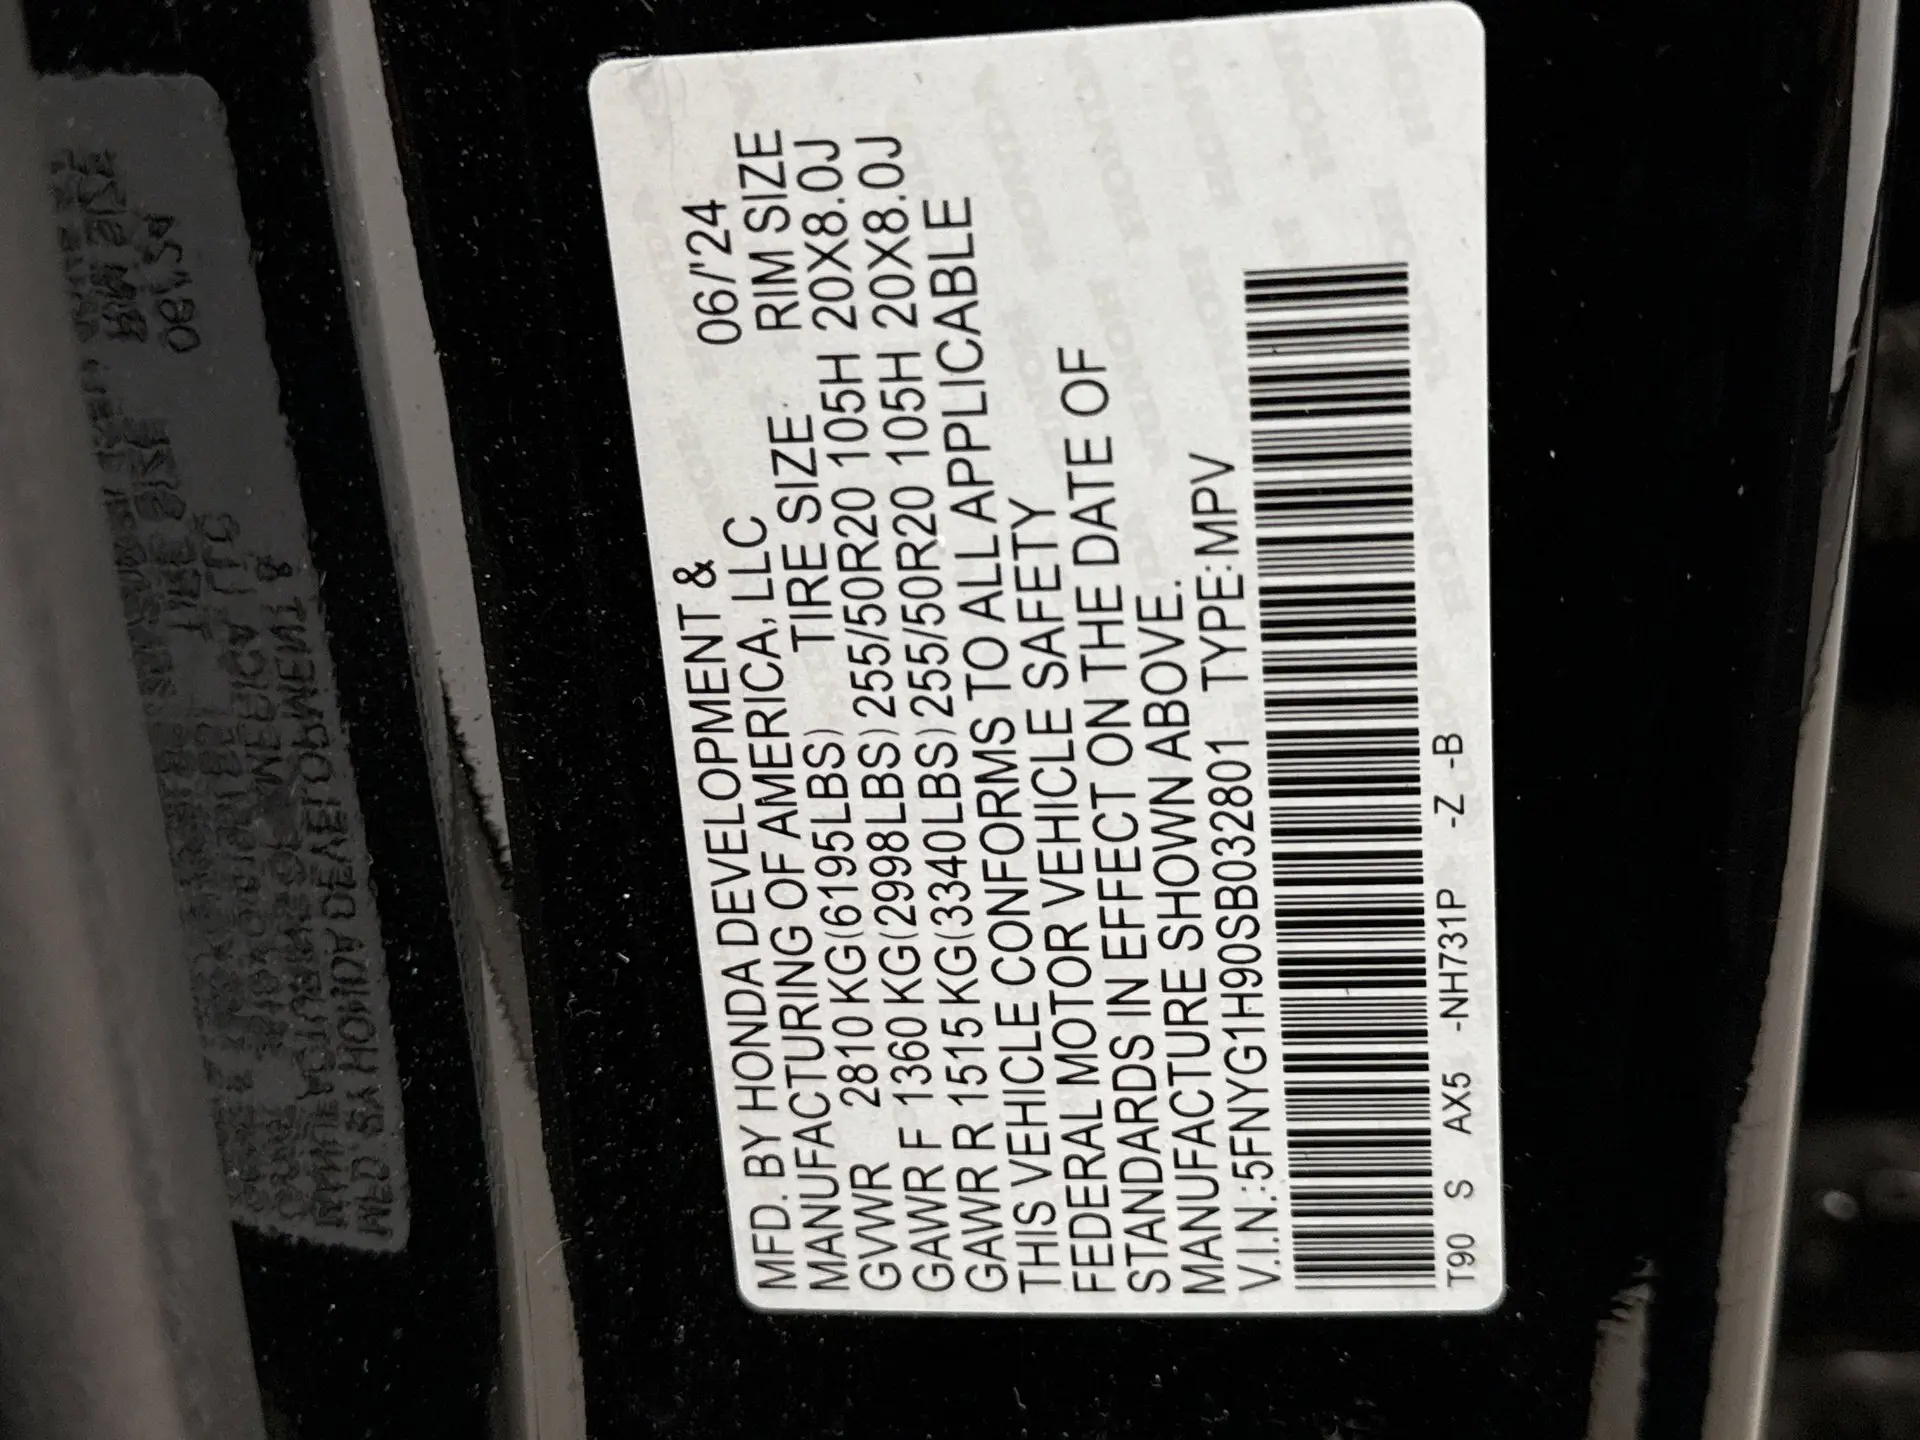 MFD. BY HONDA DEVELOPMENT & 06/'24
MANUFACTURING OF AMERICA, LLC RIM SIZE
GVWR 2810 KG(6195LBS) TIRE SIZE
GAWR F 1360 KG(2998LBS) 255/50R20 105H 20X8.0J
GAWR R 1515 KG(3340LBS) 255/50R20 105H 20X8.0J
THIS VEHICLE CONFORMS TO ALL APPLICABLE
FEDERAL MOTOR VEHICLE SAFETY
STANDARDS IN EFFECT ON THE DATE OF
MANUFACTURE SHOWN ABOVE.
V.I.N.:5FNYG1H90SB032801 TYPE:MPV
T90 S AX5 -NH731P -Z -B